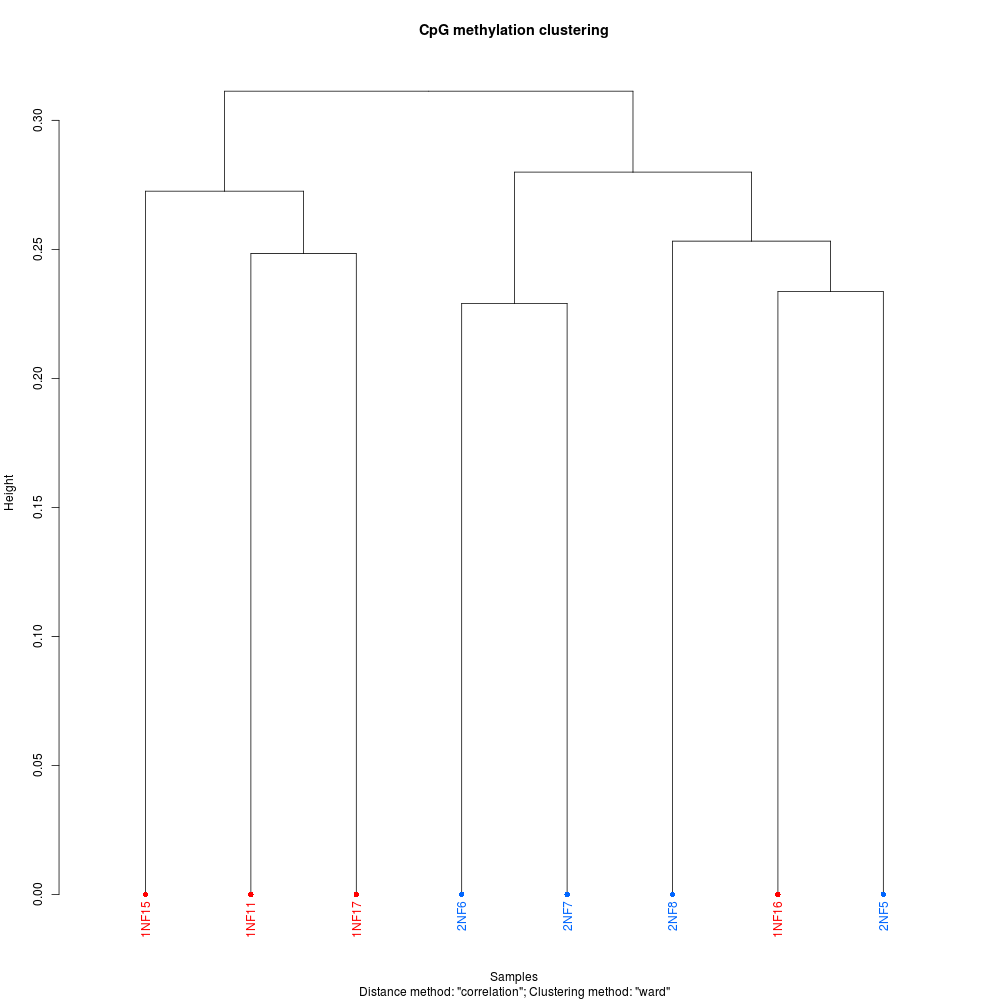 CpG methylation clustering
0.30
0.25
0.20
0.15
0.10
0.05
0.00
Height
1NF15
1NF11
1NF17
2NF6
2NF7
2NF8
1NF16
2NF5
Samples
Distance method: "correlation"; Clustering method: "ward"